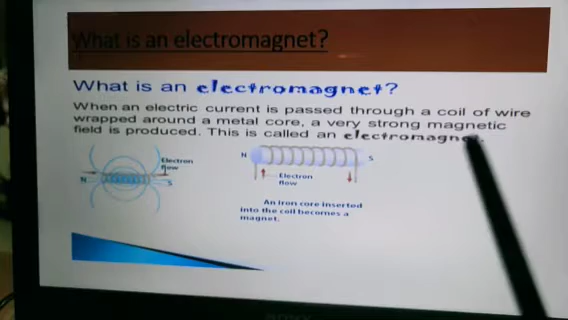 What is an electromagnet?
What is an electromagnet?
When an electric current is passed through a coil of wire
wrapped around a metal core, a very strong magnetic
field is produced. This is called an
Electron
flow
N
S
N
S
Electron
flow
An iron core inserted
into the coil becomes a
magnet.